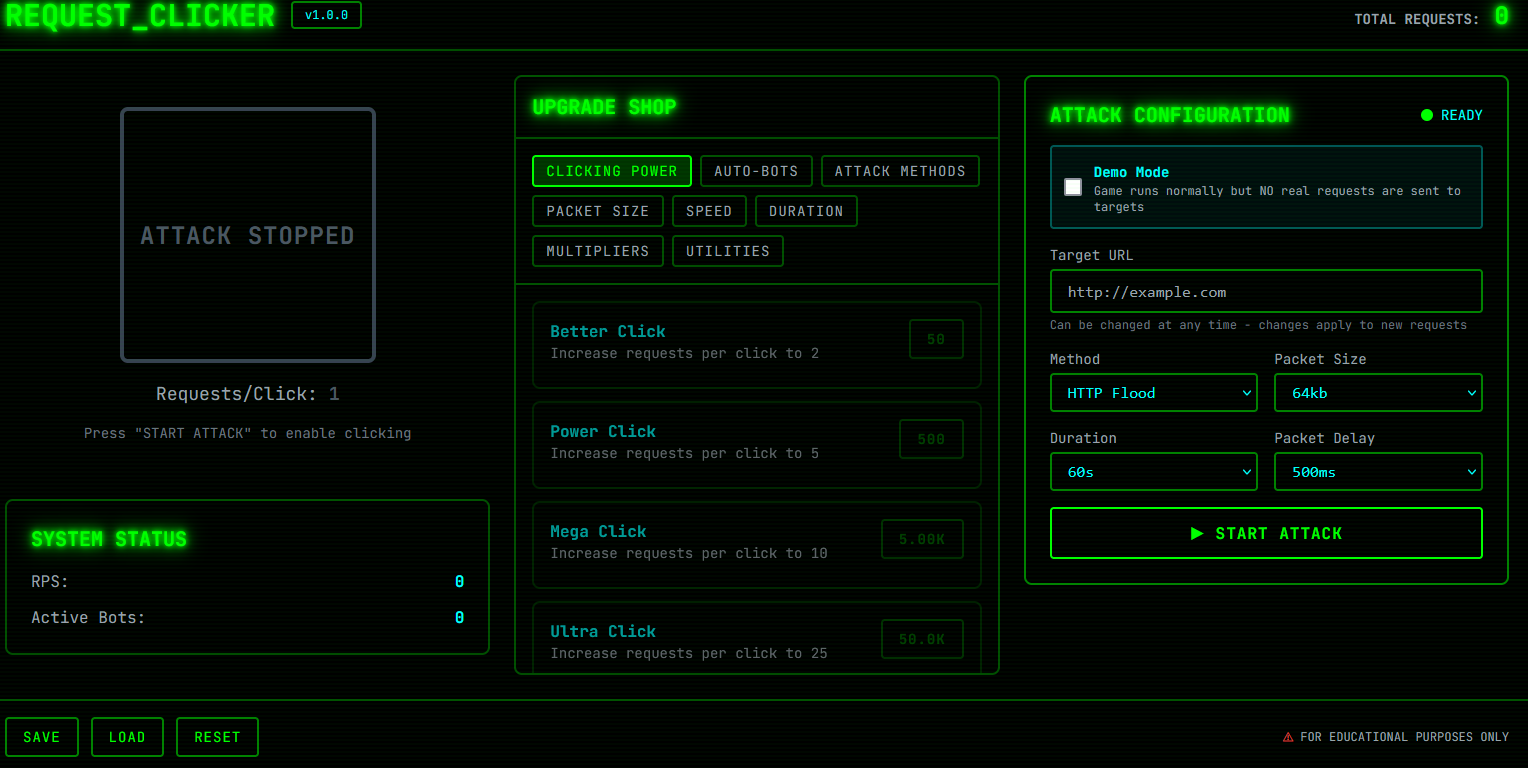 REQUEST_CLICKER
v1.0.0
TOTAL REQUESTS: 0
ATTACK STOPPED
Requests/Click: 1
Press "START ATTACK" to enable clicking
SYSTEM STATUS
RPS: 0
Active Bots: 0
UPGRADE SHOP
CLICKING POWER AUTO-BOTS ATTACK METHODS
PACKET SIZE SPEED DURATION
MULTIPLIERS UTILITIES
Better Click
Increase requests per click to 2
50
Power Click
Increase requests per click to 5
500
Mega Click
Increase requests per click to 10
5.00K
Ultra Click
Increase requests per click to 25
50.0K
ATTACK CONFIGURATION
READY
Demo Mode
Game runs normally but NO real requests are sent to
targets
Target URL
http://example.com
Can be changed at any time - changes apply to new requests
Method Packet Size
HTTP Flood 64kb
Duration Packet Delay
60s 500ms
▶ START ATTACK
SAVE LOAD RESET
⚠ FOR EDUCATIONAL PURPOSES ONLY